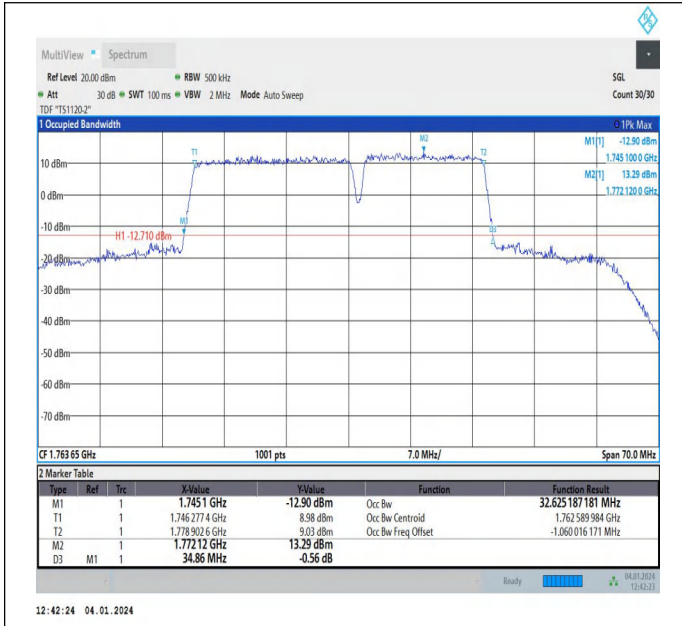 R S
MultiView Spectrum
Ref Level 20.00 dBm RBW 500 kHz SGL
Att 30 dB SWT 100 ms VBW 2 MHz Mode Auto Sweep Count 30/30
TDF "TS1120-2"
1 Occupied Bandwidth 1Pk Max
M1[1] -12.90 dBm
1.745 100 0 GHz
M2[1] 13.29 dBm
1.772 120 0 GHz
T1 M2 T2
10 dBm
0 dBm
M1
-10 dBm
H1 -12.710 dBm D3
-20 dBm
-30 dBm
-40 dBm
-50 dBm
-60 dBm
-70 dBm
CF 1.763 65 GHz 1001 pts 7.0 MHz/ Span 70.0 MHz
2 Marker Table
Type Ref Trc X-Value Y-Value Function Function Result
M1 1 1.7451 GHz -12.90 dBm Occ Bw 32.625 187 181 MHz
T1 1 1.746 277 4 GHz 8.98 dBm Occ Bw Centroid 1.762 589 984 GHz
T2 1 1.778 902 6 GHz 9.03 dBm Occ Bw Freq Offset -1.060 016 171 MHz
M2 1 1.77212 GHz 13.29 dBm
D3 M1 1 34.86 MHz -0.56 dB
Ready 04.01.2024
12:42:23
12:42:24 04.01.2024